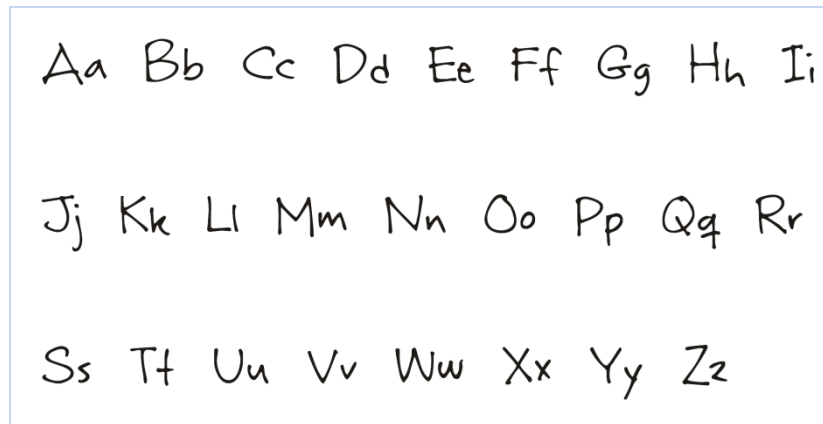 Aa Bb Cc Dd Ee Ff Gg Hh Ii
Jj Kk Ll Mm Nn Oo Pp Qq Rr
Ss Tt Uu Vv Ww Xx Yy Zz